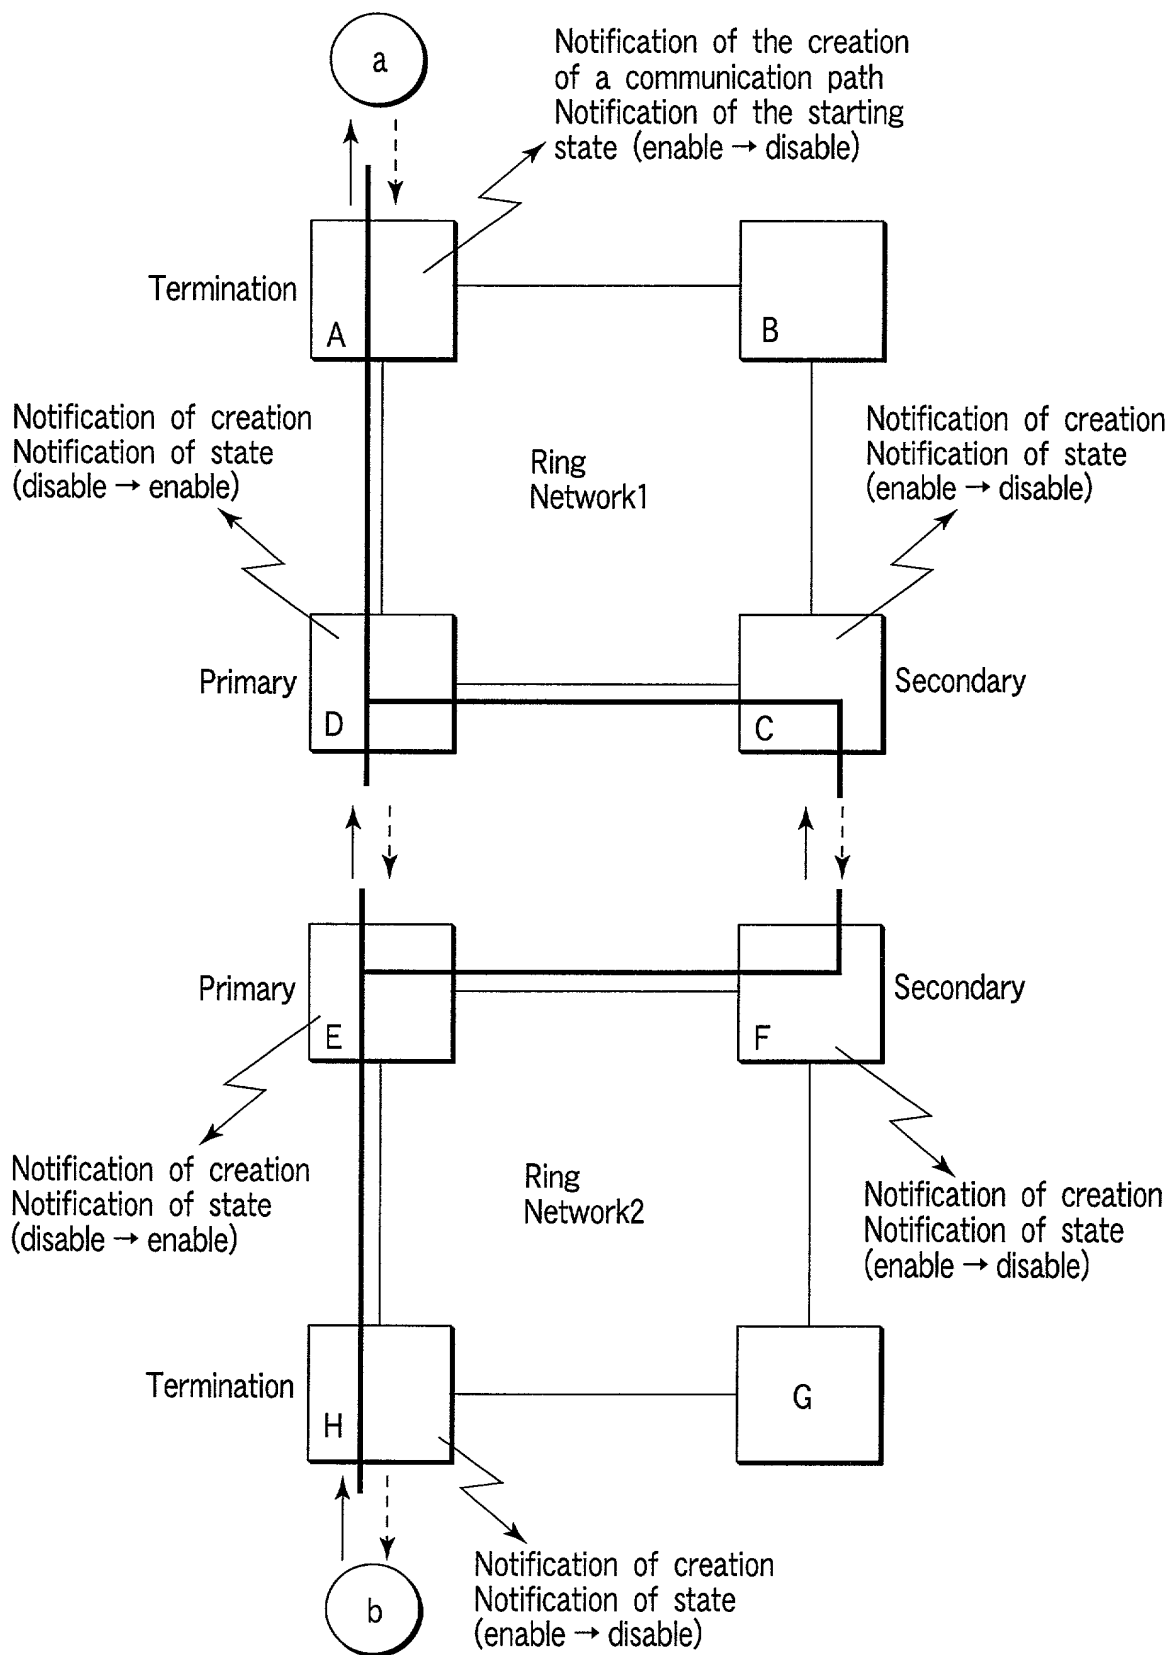 a
Notification of the creation
of a communication path
Notification of the starting
state (enable → disable)
Termination
A
B
Notification of creation
Notification of state
(disable → enable)
Ring
Network1
Notification of creation
Notification of state
(enable → disable)
Primary
D
C
Secondary
Primary
E
F
Secondary
Notification of creation
Notification of state
(disable → enable)
Ring
Network2
Notification of creation
Notification of state
(enable → disable)
Termination
H
G
b
Notification of creation
Notification of state
(enable → disable)